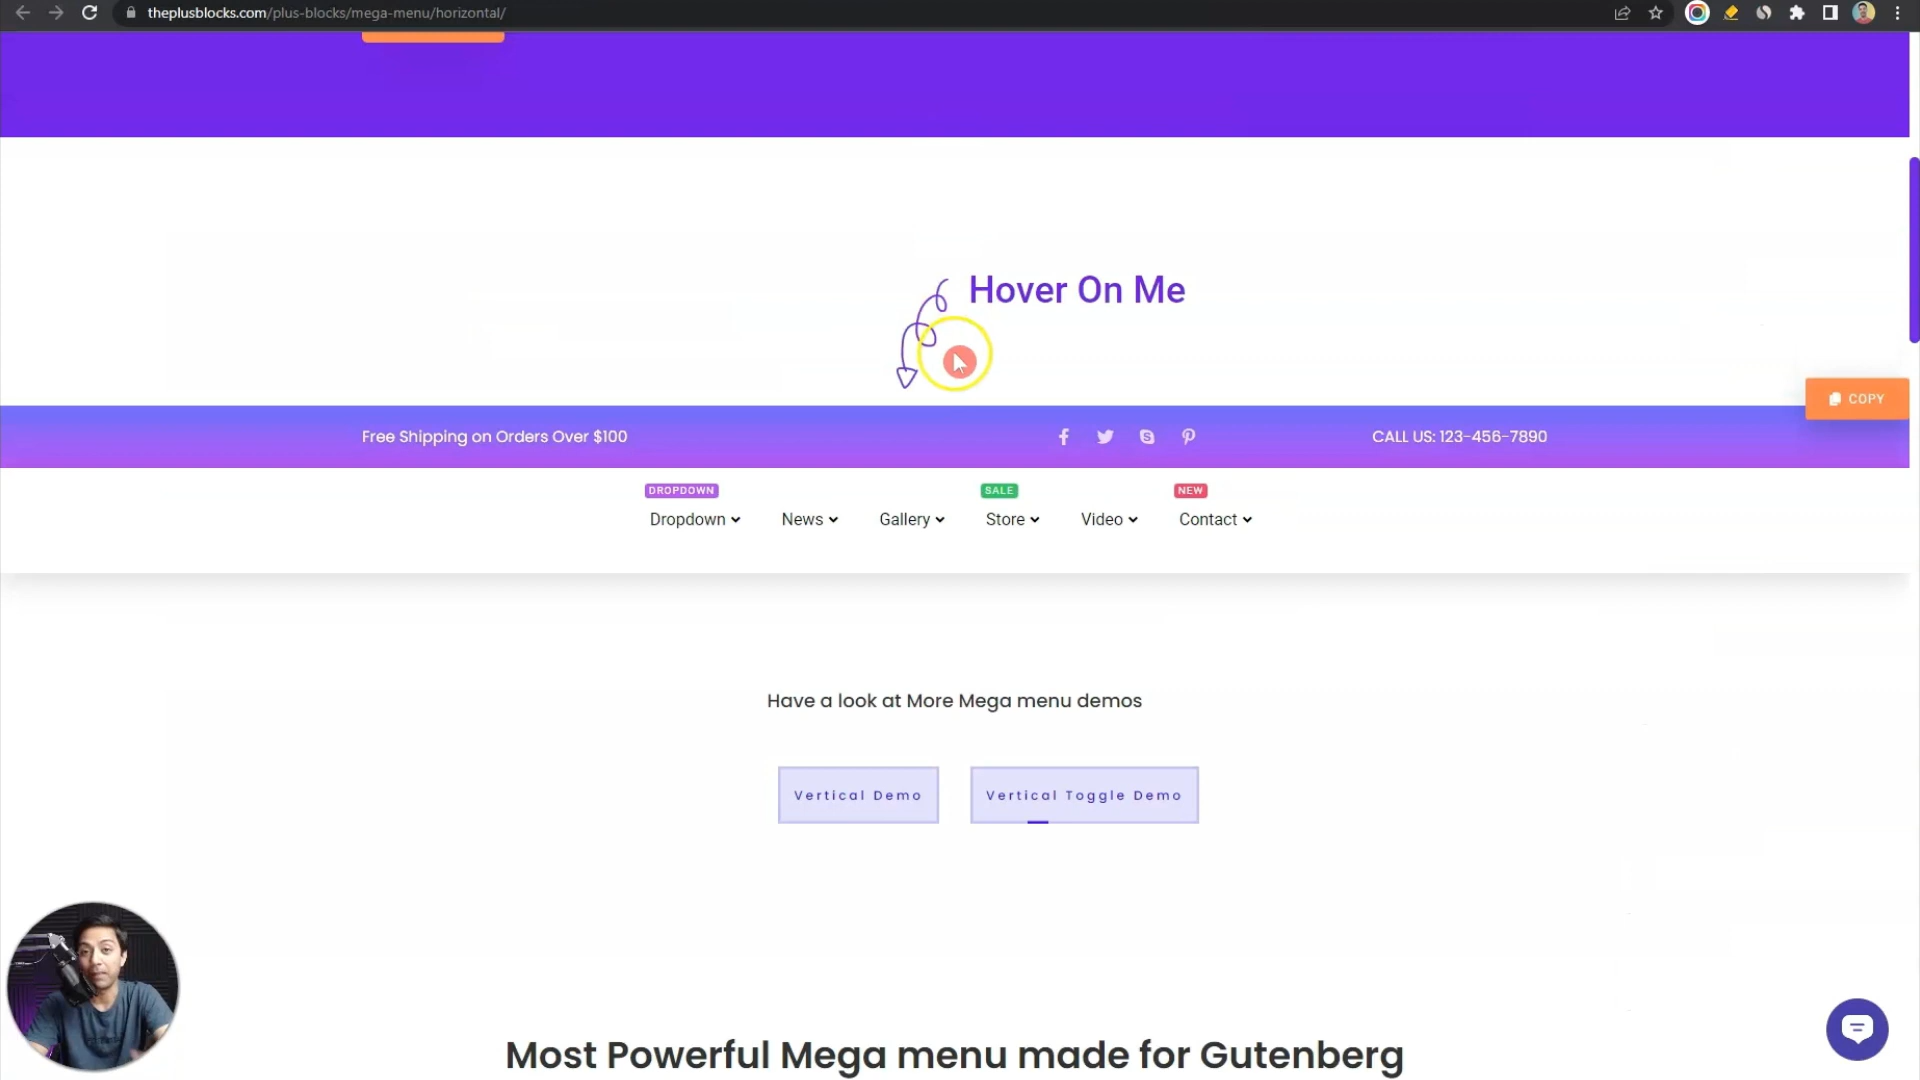 theplusblocks.com/plus-blocks/mega-menu/horizontal/
Hover On Me
COPY
Free Shipping on Orders Over $100
CALL US: 123-456-7890
DROPDOWN
SALE
NEW
Dropdown
News
Gallery
Store
Video
Contact
Have a look at More Mega menu demos
Vertical Demo
Vertical Toggle Demo
Most Powerful Mega menu made for Gutenberg